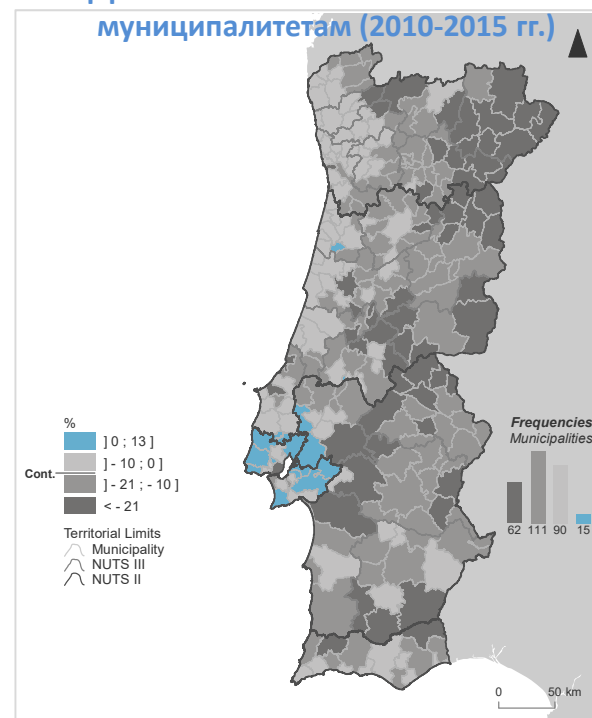 муниципалитетам (2010-2015 гг.)
%
] 0 ; 13 ]
] - 10 ; 0 ]
Cont.
] - 21 ; - 10 ]
< - 21
Territorial Limits
Municipality
NUTS III
NUTS II
Frequencies
Municipalities
62 111 90 15
0 50 km